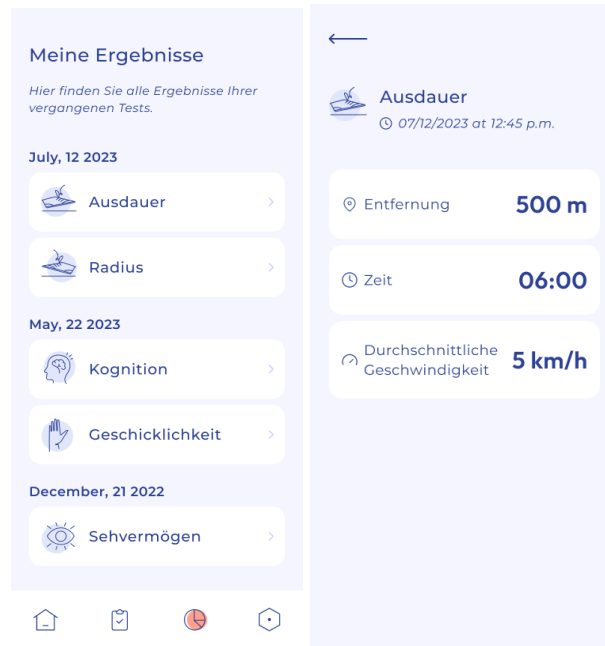 Meine Ergebnisse
Hier finden Sie alle Ergebnisse Ihrer
vergangenen Tests.
July, 12 2023
Ausdauer
Radius
May, 22 2023
Kognition
Geschicklichkeit
December, 21 2022
Sehvermögen
Ausdauer
07/12/2023 at 12:45 p.m.
Entfernung 500 m
Zeit 06:00
Durchschnittliche
Geschwindigkeit 5 km/h